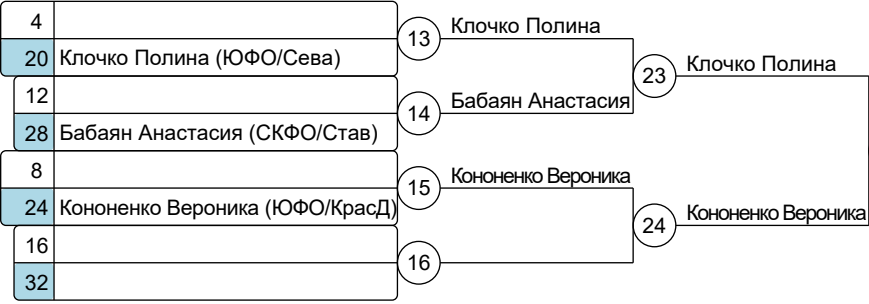 4
13
Клочко Полина
20 Клочко Полина (ЮФО/Сева)
23
Клочко Полина
12
14
Бабаян Анастасия
28 Бабаян Анастасия (СКФО/Став)
8
15
Кононенко Вероника
24 Кононенко Вероника (ЮФО/КрасД)
24
Кононенко Вероника
16
16
32